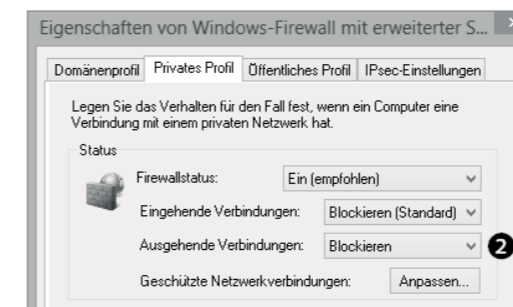 Eigenschaften von Windows-Firewall mit erweiterter S...
Domänenprofil Privates Profil Öffentliches Profil IPsec-Einstellungen
Legen Sie das Verhalten für den Fall fest, wenn ein Computer eine
Verbindung mit einem privaten Netzwerk hat.
Status
Firewallstatus: Ein (empfohlen)
Eingehende Verbindungen: Blockieren (Standard)
Ausgehende Verbindungen: Blockieren 2
Geschützte Netzwerkverbindungen: Anpassen...